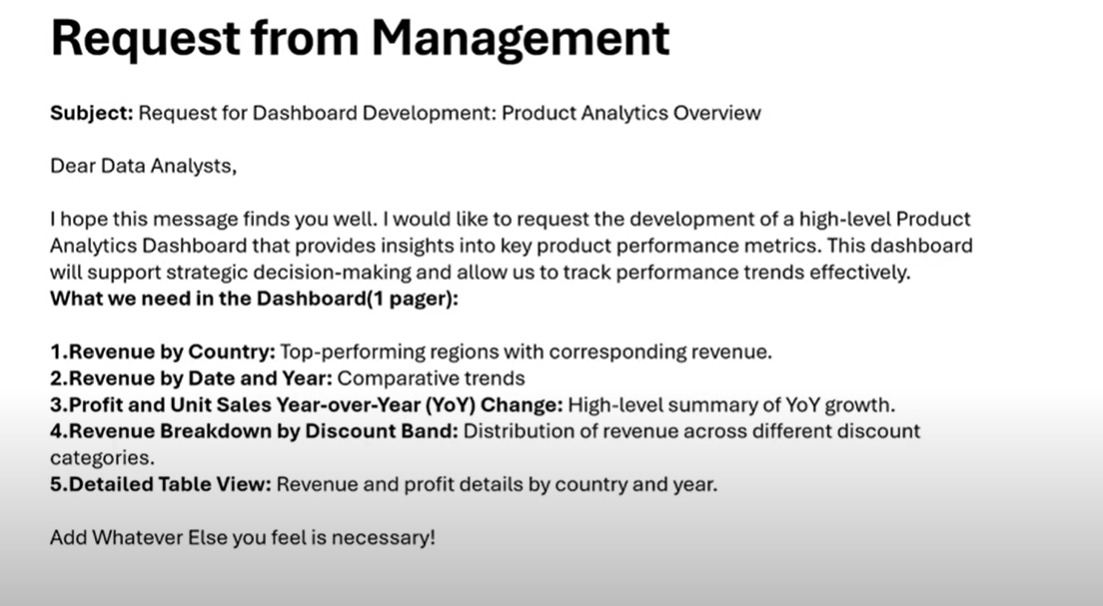 Request from Management
Subject: Request for Dashboard Development: Product Analytics Overview
Dear Data Analysts,
I hope this message finds you well. I would like to request the development of a high-level Product
Analytics Dashboard that provides insights into key product performance metrics. This dashboard
will support strategic decision-making and allow us to track performance trends effectively.
What we need in the Dashboard(1 pager):
1.Revenue by Country: Top-performing regions with corresponding revenue.
2.Revenue by Date and Year: Comparative trends
3.Profit and Unit Sales Year-over-Year (YoY) Change: High-level summary of YoY growth.
4.Revenue Breakdown by Discount Band: Distribution of revenue across different discount
categories.
5.Detailed Table View: Revenue and profit details by country and year.
Add Whatever Else you feel is necessary!